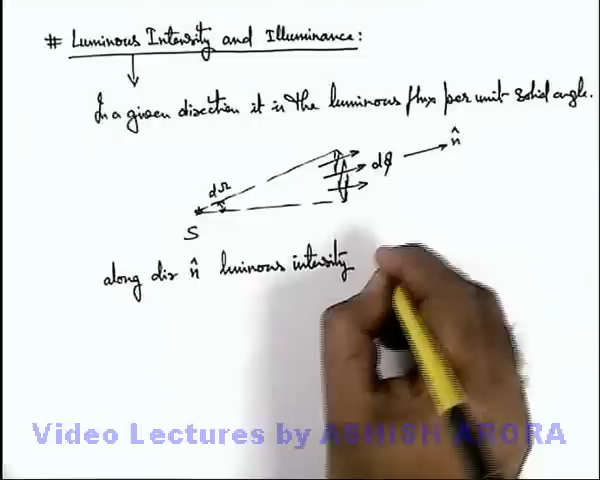 # Luminous Intensity and Illuminance:
In a given direction it is the luminous flux per unit solid angle.
n̂
dΩ
dφ
S
along dir n̂ luminous intensity
Video Lectures by ASHISH ARORA